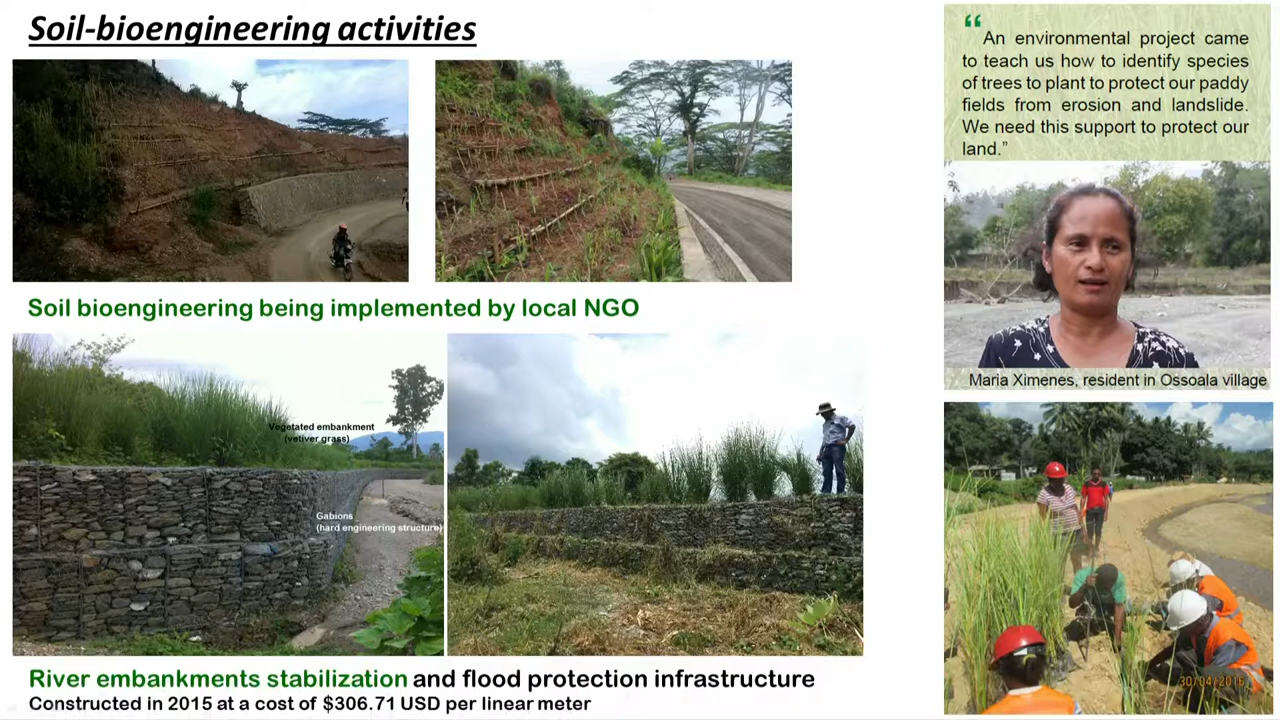 Soil-bioengineering activities
Soil bioengineering being implemented by local NGO
Vegetated embankment
(vetiver grass)
Gabions
(hard engineering structure)
River embankments stabilization and flood protection infrastructure
Constructed in 2015 at a cost of $306.71 USD per linear meter
“
An environmental project came
to teach us how to identify species
of trees to plant to protect our paddy
fields from erosion and landslide.
We need this support to protect our
land.”
Maria Ximenes, resident in Ossoala village
30/04/2016